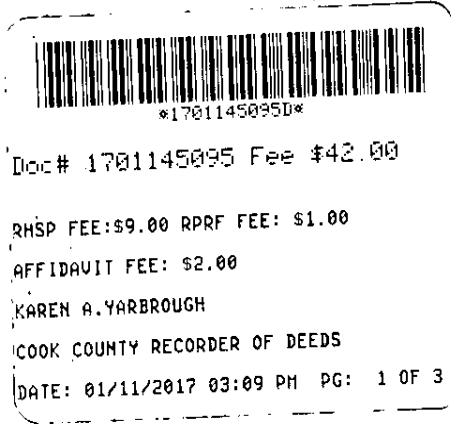 *1701145095D*
Doc# 1701145095 Fee $42.00
RHSP FEE:$9.00 RPRF FEE: $1.00
AFFIDAVIT FEE: $2.00
KAREN A.YARBROUGH
COOK COUNTY RECORDER OF DEEDS
DATE: 01/11/2017 03:09 PM PG: 1 OF 3